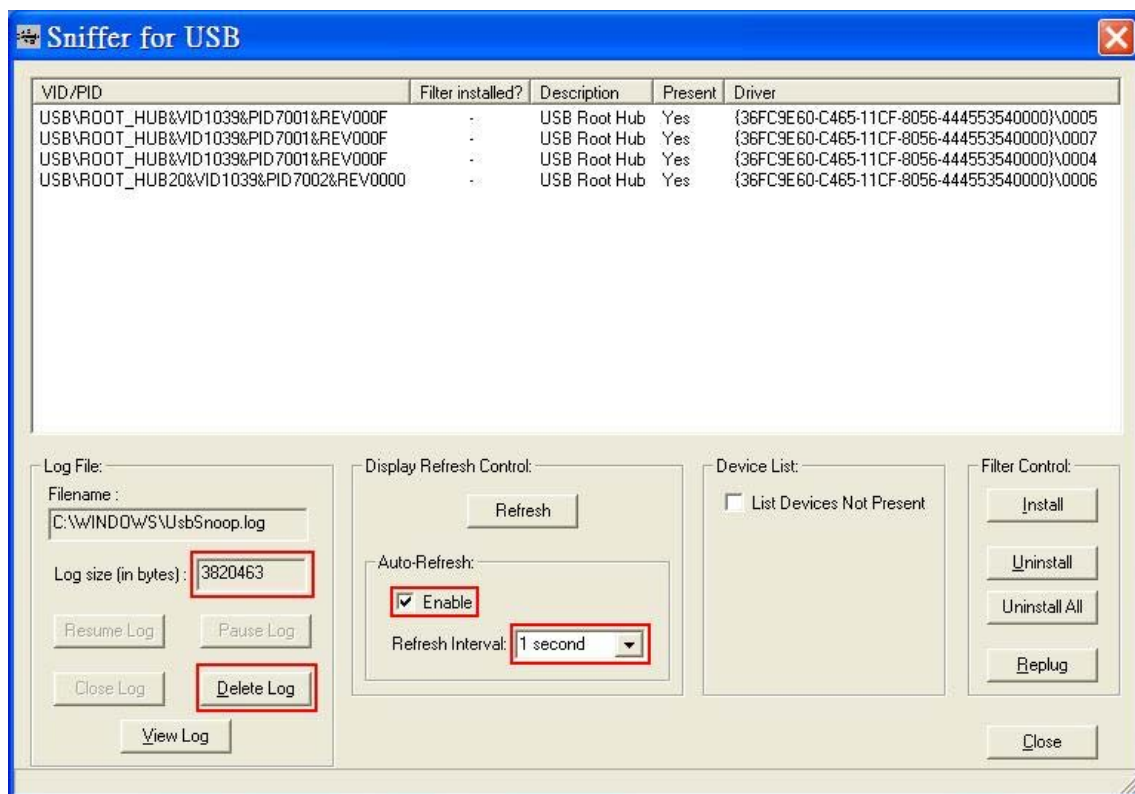 Sniffer for USB
VID/PID Filter installed? Description Present Driver
USB\ROOT_HUB&VID1039&PID7001&REV000F - USB Root Hub Yes {36FC9E60-C465-11CF-8056-444553540000}\0005
USB\ROOT_HUB&VID1039&PID7001&REV000F - USB Root Hub Yes {36FC9E60-C465-11CF-8056-444553540000}\0007
USB\ROOT_HUB&VID1039&PID7001&REV000F - USB Root Hub Yes {36FC9E60-C465-11CF-8056-444553540000}\0004
USB\ROOT_HUB20&VID1039&PID7002&REV0000 - USB Root Hub Yes {36FC9E60-C465-11CF-8056-444553540000}\0006
Log File:
Filename :
C:\WINDOWS\UsbSnoop.log
Log size (in bytes) : 3820463
Resume Log Pause Log
Close Log Delete Log
View Log
Display Refresh Control:
Refresh
Auto-Refresh:
Enable
Refresh Interval: 1 second
Device List:
List Devices Not Present
Filter Control:
Install
Uninstall
Uninstall All
Replug
Close